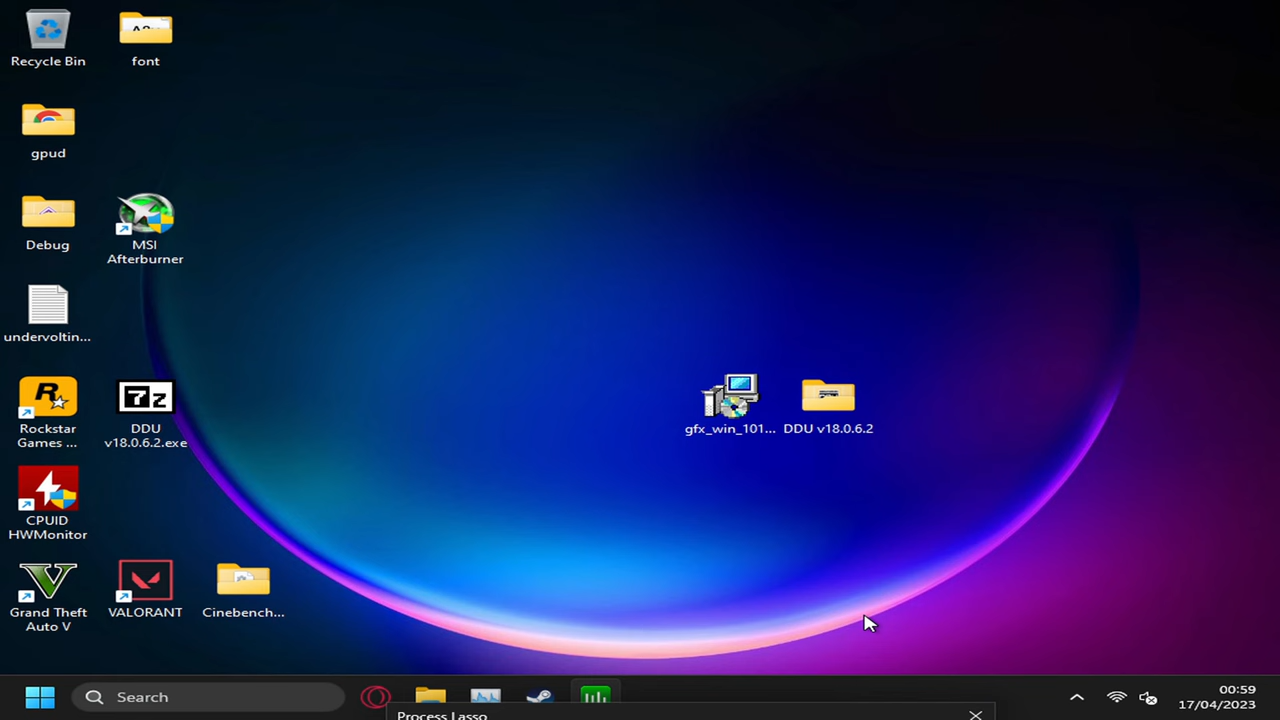 Recycle Bin
font
gpud
Debug
MSI
Afterburner
undervoltin...
Rockstar
Games ...
DDU
v18.0.6.2.exe
gfx_win_101...
DDU v18.0.6.2
CPUID
HWMonitor
Grand Theft
Auto V
VALORANT
Cinebench...
Search
00:59
17/04/2023
Process Lasso